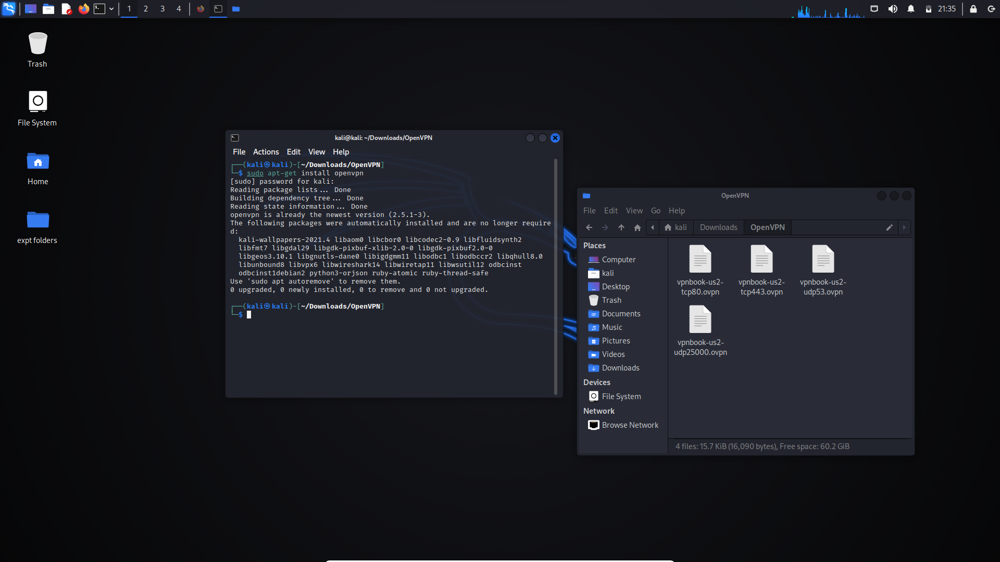 1 2 3 4
21:35
Trash
File System
Home
expt folders
kali@kali: ~/Downloads/OpenVPN
File Actions Edit View Help
┌──(kali㉿kali)-[~/Downloads/OpenVPN]
└─$ sudo apt-get install openvpn
[sudo] password for kali:
Reading package lists... Done
Building dependency tree... Done
Reading state information... Done
openvpn is already the newest version (2.5.1-3).
The following packages were automatically installed and are no longer require
d:
kali-wallpapers-2021.4 libaom0 libcbor0 libcodec2-0.9 libfluidsynth2
libfmt7 libgdal29 libgdk-pixbuf-xlib-2.0-0 libgdk-pixbuf2.0-0
libgeos3.10.1 libgnutls-dane0 libigdgmm11 libodbc1 libodbccr2 libqhull8.0
libunbound8 libvpx6 libwireshark14 libwiretap11 libwsutil12 odbcinst
odbcinst1debian2 python3-orjson ruby-atomic ruby-thread-safe
Use 'sudo apt autoremove' to remove them.
0 upgraded, 0 newly installed, 0 to remove and 0 not upgraded.
┌──(kali㉿kali)-[~/Downloads/OpenVPN]
└─$
OpenVPN
File Edit View Go Help
kali Downloads OpenVPN
Places
Computer
kali
Desktop
Trash
Documents
Music
Pictures
Videos
Downloads
Devices
File System
Network
Browse Network
vpnbook-us2-
tcp80.ovpn
vpnbook-us2-
tcp443.ovpn
vpnbook-us2-
udp53.ovpn
vpnbook-us2-
udp25000.ovpn
4 files: 15.7 KiB (16,090 bytes), Free space: 60.2 GiB